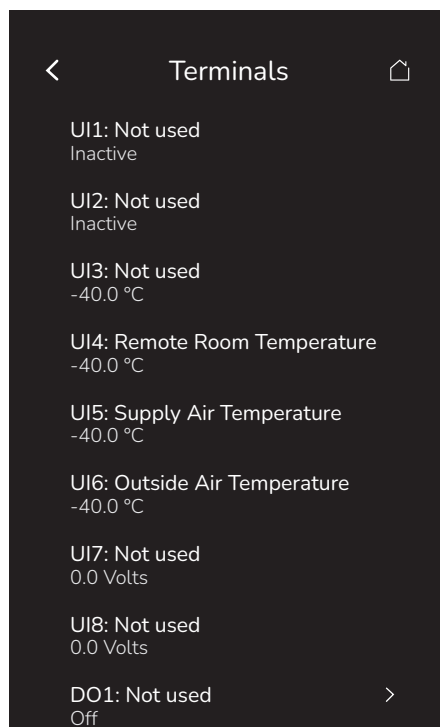 Terminals
UI1: Not used
Inactive
UI2: Not used
Inactive
UI3: Not used
-40.0 °C
UI4: Remote Room Temperature
-40.0 °C
UI5: Supply Air Temperature
-40.0 °C
UI6: Outside Air Temperature
-40.0 °C
UI7: Not used
0.0 Volts
UI8: Not used
0.0 Volts
DO1: Not used
Off